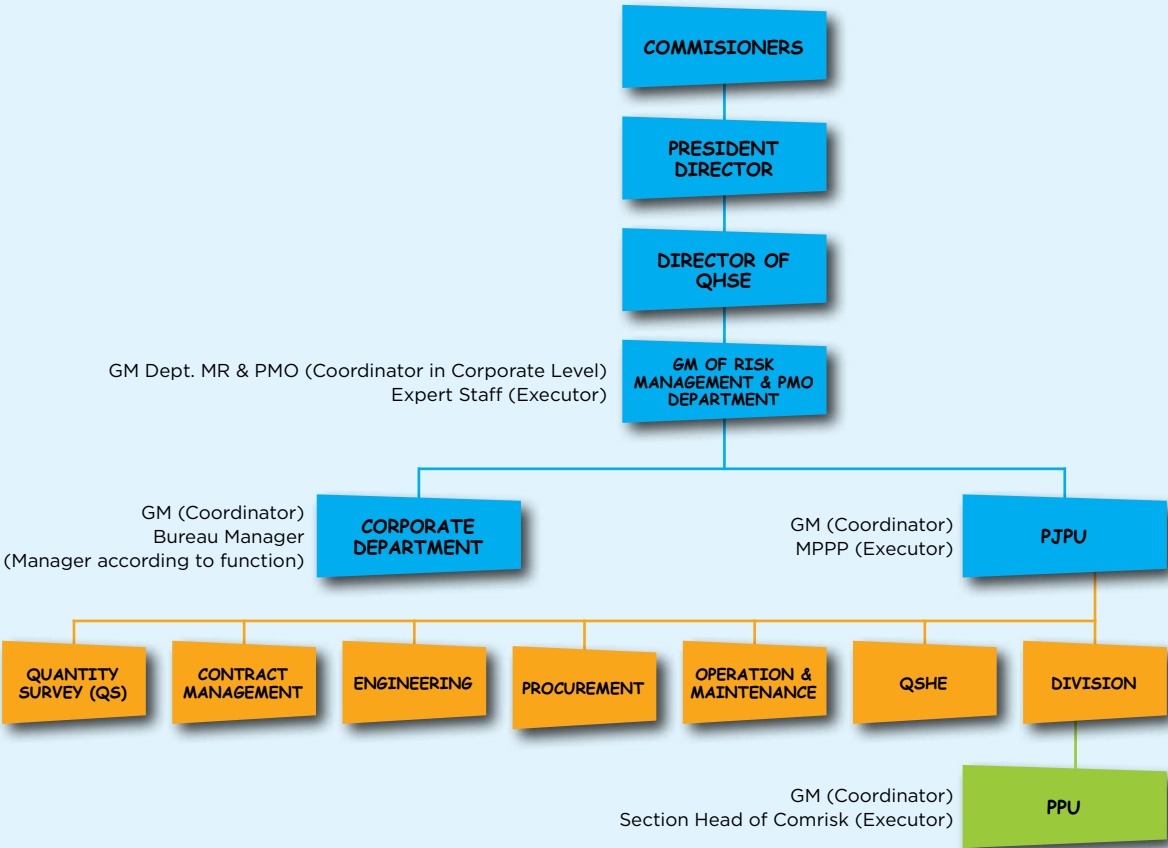 COMMISIONERS
PRESIDENT
DIRECTOR
DIRECTOR OF
QHSE
GM Dept. MR & PMO (Coordinator in Corporate Level)
Expert Staff (Executor)
GM OF RISK
MANAGEMENT & PMO
DEPARTMENT
GM (Coordinator)
Bureau Manager
(Manager according to function)
CORPORATE
DEPARTMENT
GM (Coordinator)
MPPP (Executor)
PJPU
QUANTITY
SURVEY (QS)
CONTRACT
MANAGEMENT
ENGINEERING
PROCUREMENT
OPERATION &
MAINTENANCE
QSHE
DIVISION
GM (Coordinator)
Section Head of Comrisk (Executor)
PPU